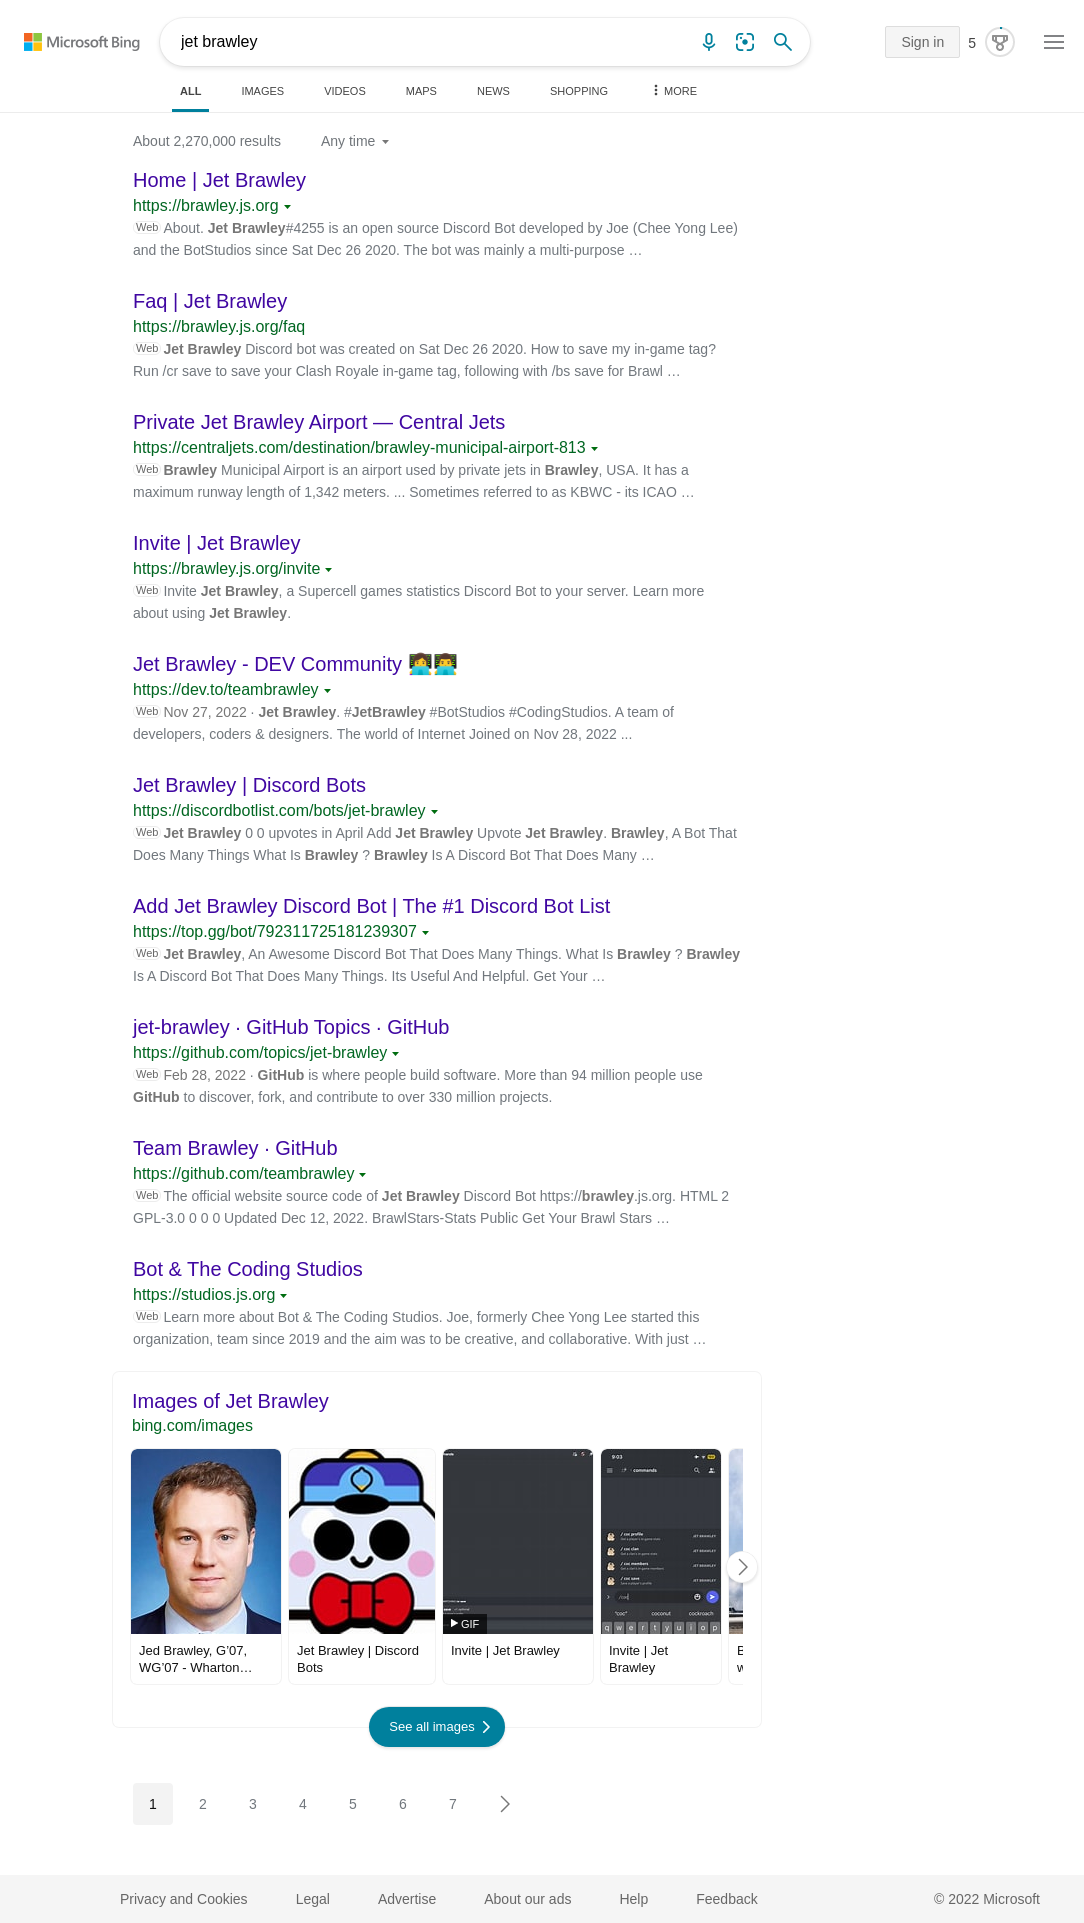 Microsoft Bing
jet brawley
Sign in
5
ALL
IMAGES
VIDEOS
MAPS
NEWS
SHOPPING
MORE
About 2,270,000 results
Any time
Home | Jet Brawley
https://brawley.js.org
Web About. Jet Brawley#4255 is an open source Discord Bot developed by Joe (Chee Yong Lee)
and the BotStudios since Sat Dec 26 2020. The bot was mainly a multi-purpose …
Faq | Jet Brawley
https://brawley.js.org/faq
Web Jet Brawley Discord bot was created on Sat Dec 26 2020. How to save my in-game tag?
Run /cr save to save your Clash Royale in-game tag, following with /bs save for Brawl …
Private Jet Brawley Airport — Central Jets
https://centraljets.com/destination/brawley-municipal-airport-813
Web Brawley Municipal Airport is an airport used by private jets in Brawley, USA. It has a
maximum runway length of 1,342 meters. ... Sometimes referred to as KBWC - its ICAO …
Invite | Jet Brawley
https://brawley.js.org/invite
Web Invite Jet Brawley, a Supercell games statistics Discord Bot to your server. Learn more
about using Jet Brawley.
Jet Brawley - DEV Community 👩‍💻👨‍💻
https://dev.to/teambrawley
Web Nov 27, 2022 · Jet Brawley. #JetBrawley #BotStudios #CodingStudios. A team of
developers, coders & designers. The world of Internet Joined on Nov 28, 2022 ...
Jet Brawley | Discord Bots
https://discordbotlist.com/bots/jet-brawley
Web Jet Brawley 0 0 upvotes in April Add Jet Brawley Upvote Jet Brawley. Brawley, A Bot That
Does Many Things What Is Brawley ? Brawley Is A Discord Bot That Does Many …
Add Jet Brawley Discord Bot | The #1 Discord Bot List
https://top.gg/bot/792311725181239307
Web Jet Brawley, An Awesome Discord Bot That Does Many Things. What Is Brawley ? Brawley
Is A Discord Bot That Does Many Things. Its Useful And Helpful. Get Your …
jet-brawley · GitHub Topics · GitHub
https://github.com/topics/jet-brawley
Web Feb 28, 2022 · GitHub is where people build software. More than 94 million people use
GitHub to discover, fork, and contribute to over 330 million projects.
Team Brawley · GitHub
https://github.com/teambrawley
Web The official website source code of Jet Brawley Discord Bot https://brawley.js.org. HTML 2
GPL-3.0 0 0 0 Updated Dec 12, 2022. BrawlStars-Stats Public Get Your Brawl Stars …
Bot & The Coding Studios
https://studios.js.org
Web Learn more about Bot & The Coding Studios. Joe, formerly Chee Yong Lee started this
organization, team since 2019 and the aim was to be creative, and collaborative. With just …
Images of Jet Brawley
bing.com/images
9:03
commands
/ coc profile
JET BRAWLEY
/ coc clan
JET BRAWLEY
/ coc members
JET BRAWLEY
/ coc save
JET BRAWLEY
"coc" coconut cockroach
q w e r t y u i o p
GIF
Jed Brawley, G'07,
WG'07 - Wharton…
Jet Brawley | Discord
Bots
Invite | Jet Brawley
Invite | Jet
Brawley
See all images
1 2 3 4 5 6 7
Privacy and Cookies
Legal
Advertise
About our ads
Help
Feedback
© 2022 Microsoft